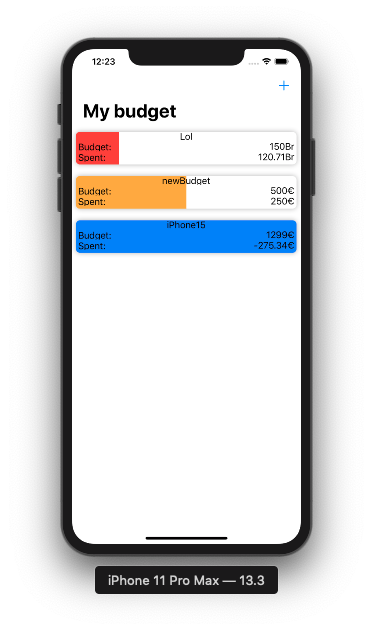 12:23
+
My budget
Lol
Budget: 150Br
Spent: 120.71Br
newBudget
Budget: 500€
Spent: 250€
iPhone15
Budget: 1299€
Spent: -275.34€
iPhone 11 Pro Max — 13.3